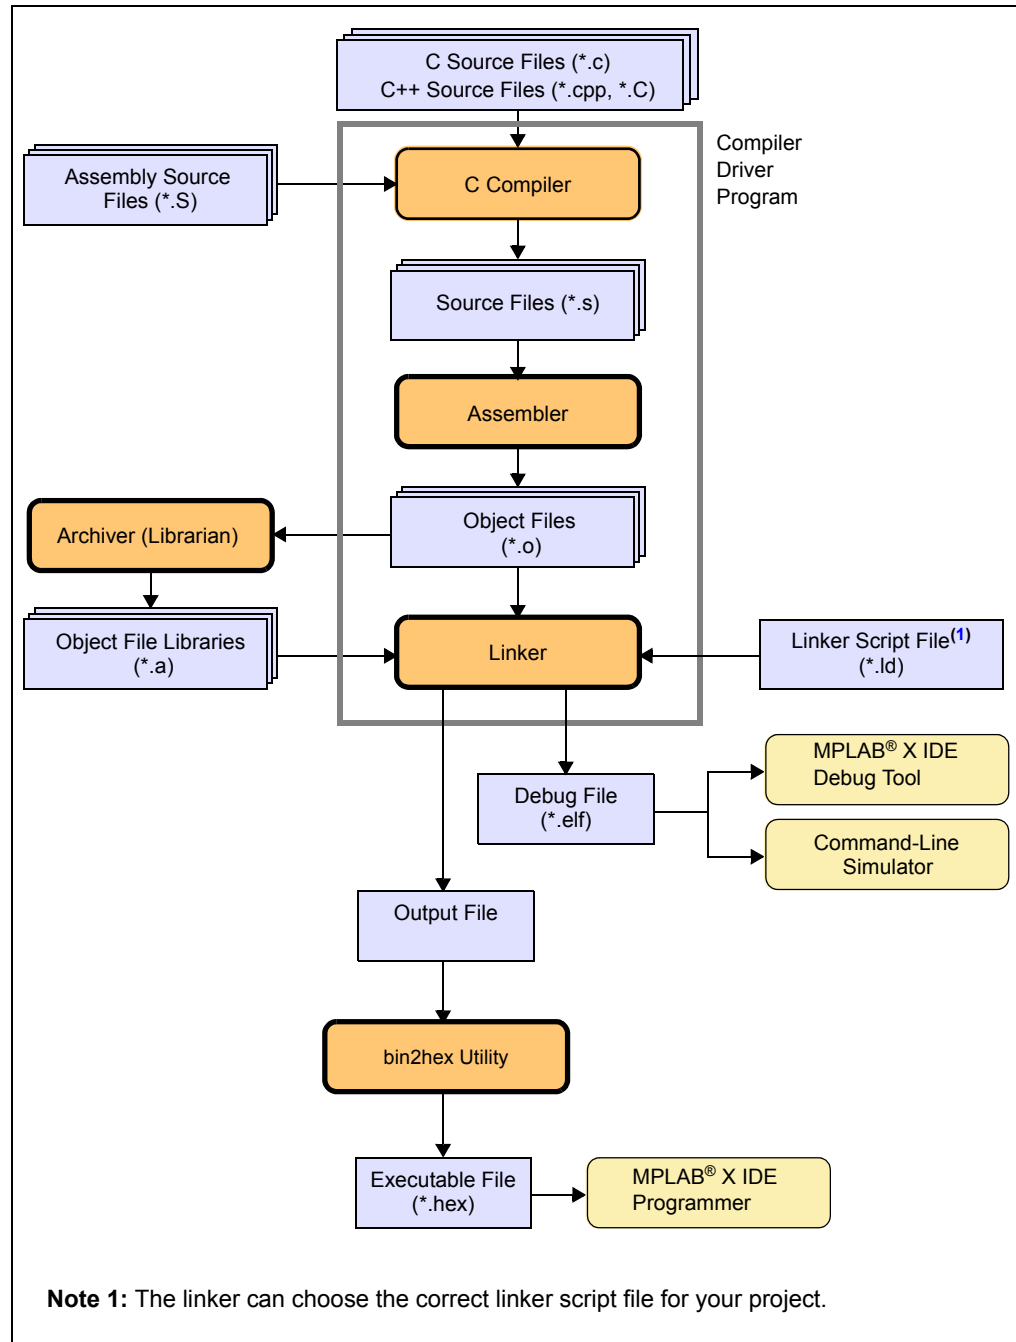 C Source Files (*.c)
C++ Source Files (*.cpp, *.C)
Compiler
Driver
Program
Assembly Source
Files (*.S)
C Compiler
Source Files (*.s)
Assembler
Archiver (Librarian)
Object Files
(*.o)
Object File Libraries
(*.a)
Linker
Linker Script File(1)
(*.ld)
MPLAB® X IDE
Debug Tool
Debug File
(*.elf)
Command-Line
Simulator
Output File
bin2hex Utility
Executable File
(*.hex)
MPLAB® X IDE
Programmer
Note 1: The linker can choose the correct linker script file for your project.